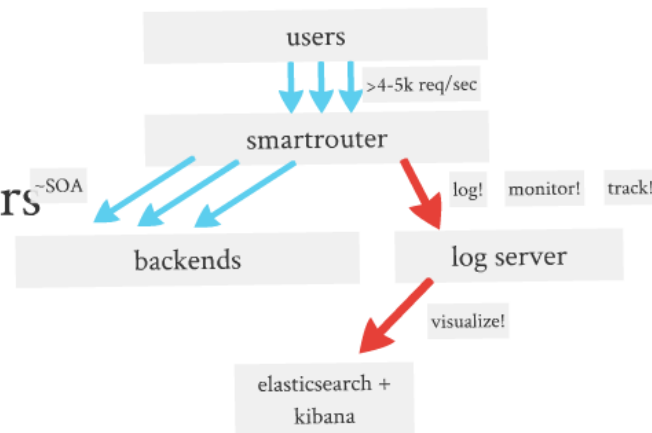 users
>4-5k req/sec
smartrouter
rs
~SOA
log!
monitor!
track!
backends
log server
visualize!
elasticsearch +
kibana